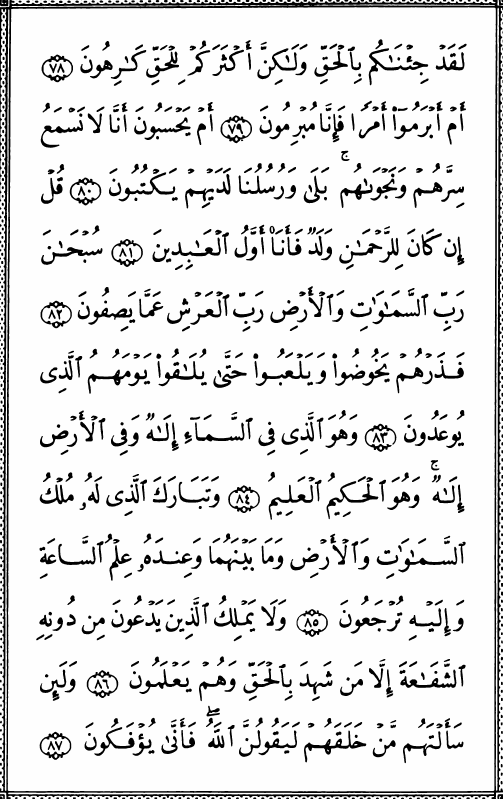 لَقَدْ جِئْنَـٰكُم بِٱلْحَقِّ وَلَـٰكِنَّ أَكْثَرَكُمْ لِلْحَقِّ كَـٰرِهُونَ ٧٨
أَمْ أَبْرَمُوٓا۟ أَمْرًا فَإِنَّا مُبْرِمُونَ ٧٩ أَمْ يَحْسَبُونَ أَنَّا لَا نَسْمَعُ
سِرَّهُمْ وَنَجْوَىٰهُم ۚ بَلَىٰ وَرُسُلُنَا لَدَيْهِمْ يَكْتُبُونَ ٨٠ قُلْ
إِن كَانَ لِلرَّحْمَـٰنِ وَلَدٌ فَأَنَا۠ أَوَّلُ ٱلْعَـٰبِدِينَ ٨١ سُبْحَـٰنَ
رَبِّ ٱلسَّمَـٰوَٰتِ وَٱلْأَرْضِ رَبِّ ٱلْعَرْشِ عَمَّا يَصِفُونَ ٨٢
فَذَرْهُمْ يَخُوضُوا۟ وَيَلْعَبُوا۟ حَتَّىٰ يُلَـٰقُوا۟ يَوْمَهُمُ ٱلَّذِى
يُوعَدُونَ ٨٣ وَهُوَ ٱلَّذِى فِى ٱلسَّمَآءِ إِلَـٰهٌ وَفِى ٱلْأَرْضِ
إِلَـٰهٌ ۚ وَهُوَ ٱلْحَكِيمُ ٱلْعَلِيمُ ٨٤ وَتَبَارَكَ ٱلَّذِى لَهُۥ مُلْكُ
ٱلسَّمَـٰوَٰتِ وَٱلْأَرْضِ وَمَا بَيْنَهُمَا وَعِندَهُۥ عِلْمُ ٱلسَّاعَةِ
وَإِلَيْهِ تُرْجَعُونَ ٨٥ وَلَا يَمْلِكُ ٱلَّذِينَ يَدْعُونَ مِن دُونِهِ
ٱلشَّفَـٰعَةَ إِلَّا مَن شَهِدَ بِٱلْحَقِّ وَهُمْ يَعْلَمُونَ ٨٦ وَلَئِن
سَأَلْتَهُم مَّنْ خَلَقَهُمْ لَيَقُولُنَّ ٱللَّهُ ۖ فَأَنَّىٰ يُؤْفَكُونَ ٨٧